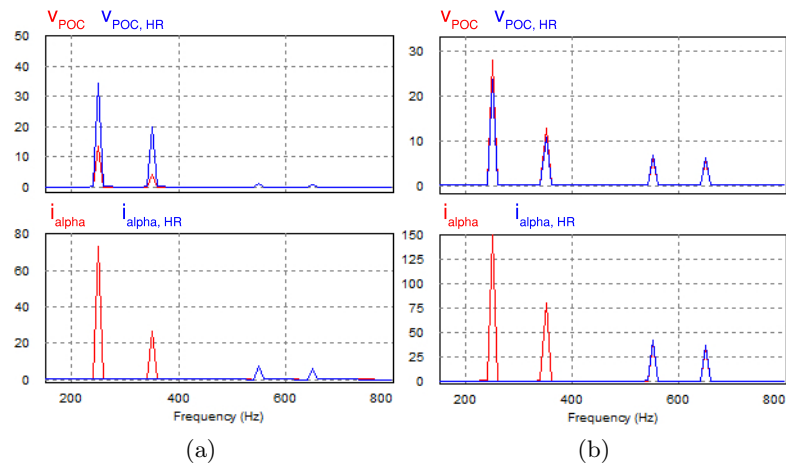 v_POC v_POC, HR
50
40
30
20
10
0
i_alpha i_alpha, HR
80
60
40
20
0
200 400 600 800
Frequency (Hz)
(a)
v_POC v_POC, HR
30
20
10
0
i_alpha i_alpha, HR
150
125
100
75
50
25
0
200 400 600 800
Frequency (Hz)
(b)